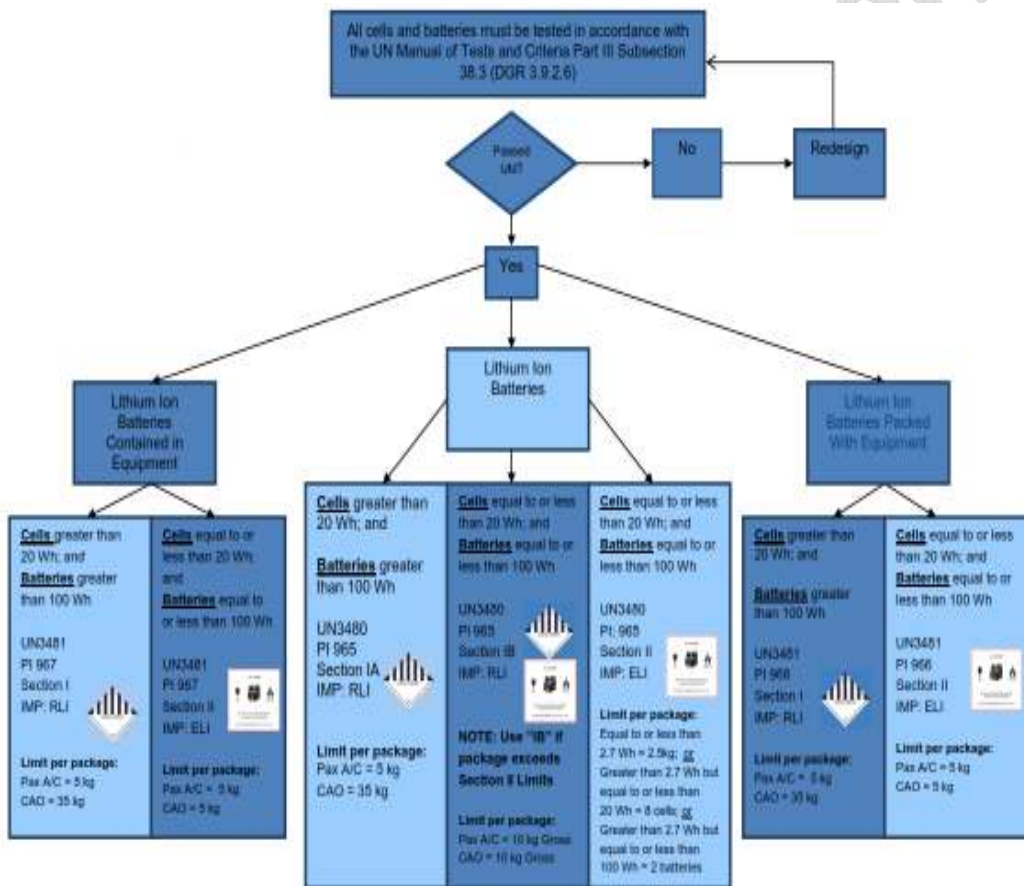 All cells and batteries must be tested in accordance with
the UN Manual of Tests and Criteria Part III Subsection
38.3 (DGR 3.9.2.6)
Passed
No
Redesign
Yes
Lithium Ion
Batteries
Lithium Ion
Batteries
Contained in
Equipment
Lithium Ion
Batteries Packed
With Equipment
Cells greater than
20 Wh; and
Batteries greater
than 100 Wh
UN3481
PI 967
Section I
IMP: RLI
Limit per package:
Pax A/C = 5 kg
CAO = 35 kg
Cells equal to or
less than 20 Wh;
and
Batteries equal to
or less than 100 Wh
UN3481
PI 967
Section II
IMP: ELI
Limit per package:
Pax A/C = 5 kg
CAO = 5 kg
Cells greater than
20 Wh; and
Batteries greater
than 100 Wh
UN3480
PI 965
Section IA
IMP: RLI
Limit per package:
Pax A/C = 5 kg
CAO = 35 kg
Cells equal to or less
than 20 Wh; and
Batteries equal to or
less than 100 Wh
UN3480
PI 965
Section IB
IMP: RLI
NOTE: Use "IB" if
package exceeds
Section II Limits
Limit per package:
Pax A/C = 10 kg Gross
CAO = 10 kg Gross
Cells equal to or less
than 20 Wh; and
Batteries equal to or
less than 100 Wh
UN3480
PI: 965
Section II
IMP: ELI
Limit per package:
Equal to or less than
2.7 Wh = 2.5kg; or
Greater than 2.7 Wh but
equal to or less than
20 Wh = 8 cells; or
Greater than 2.7 Wh but
equal to or less than
100 Wh = 2 batteries
Cells greater than
20 Wh; and
Batteries greater
than 100 Wh
UN3481
PI 966
Section I
IMP: RLI
Limit per package:
Pax A/C = 5 kg
CAO = 35 kg
Cells equal to or less
than 20 Wh; and
Batteries equal to or
less than 100 Wh
UN3481
PI 966
Section II
IMP: ELI
Limit per package:
Pax A/C = 5 kg
CAO = 5 kg